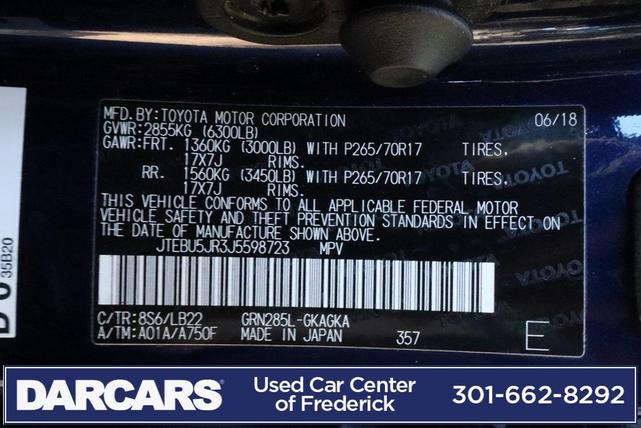 MFD. BY: TOYOTA MOTOR CORPORATION 06/18
GVWR: 2855KG (6300LB)
GAWR: FRT. 1360KG (3000LB) WITH P265/70R17 TIRES,
17X7J RIMS.
RR. 1560KG (3450LB) WITH P265/70R17 TIRES,
17X7J RIMS.
THIS VEHICLE CONFORMS TO ALL APPLICABLE FEDERAL MOTOR
VEHICLE SAFETY AND THEFT PREVENTION STANDARDS IN EFFECT ON
THE DATE OF MANUFACTURE SHOWN ABOVE.
JTEBU5JR3J5598723 MPV
C/TR: 8S6/LB22 GRN285L-GKAGKA
A/TM: A01A/A750F MADE IN JAPAN 357 E
35B20
DARCARS Used Car Center
of Frederick 301-662-8292